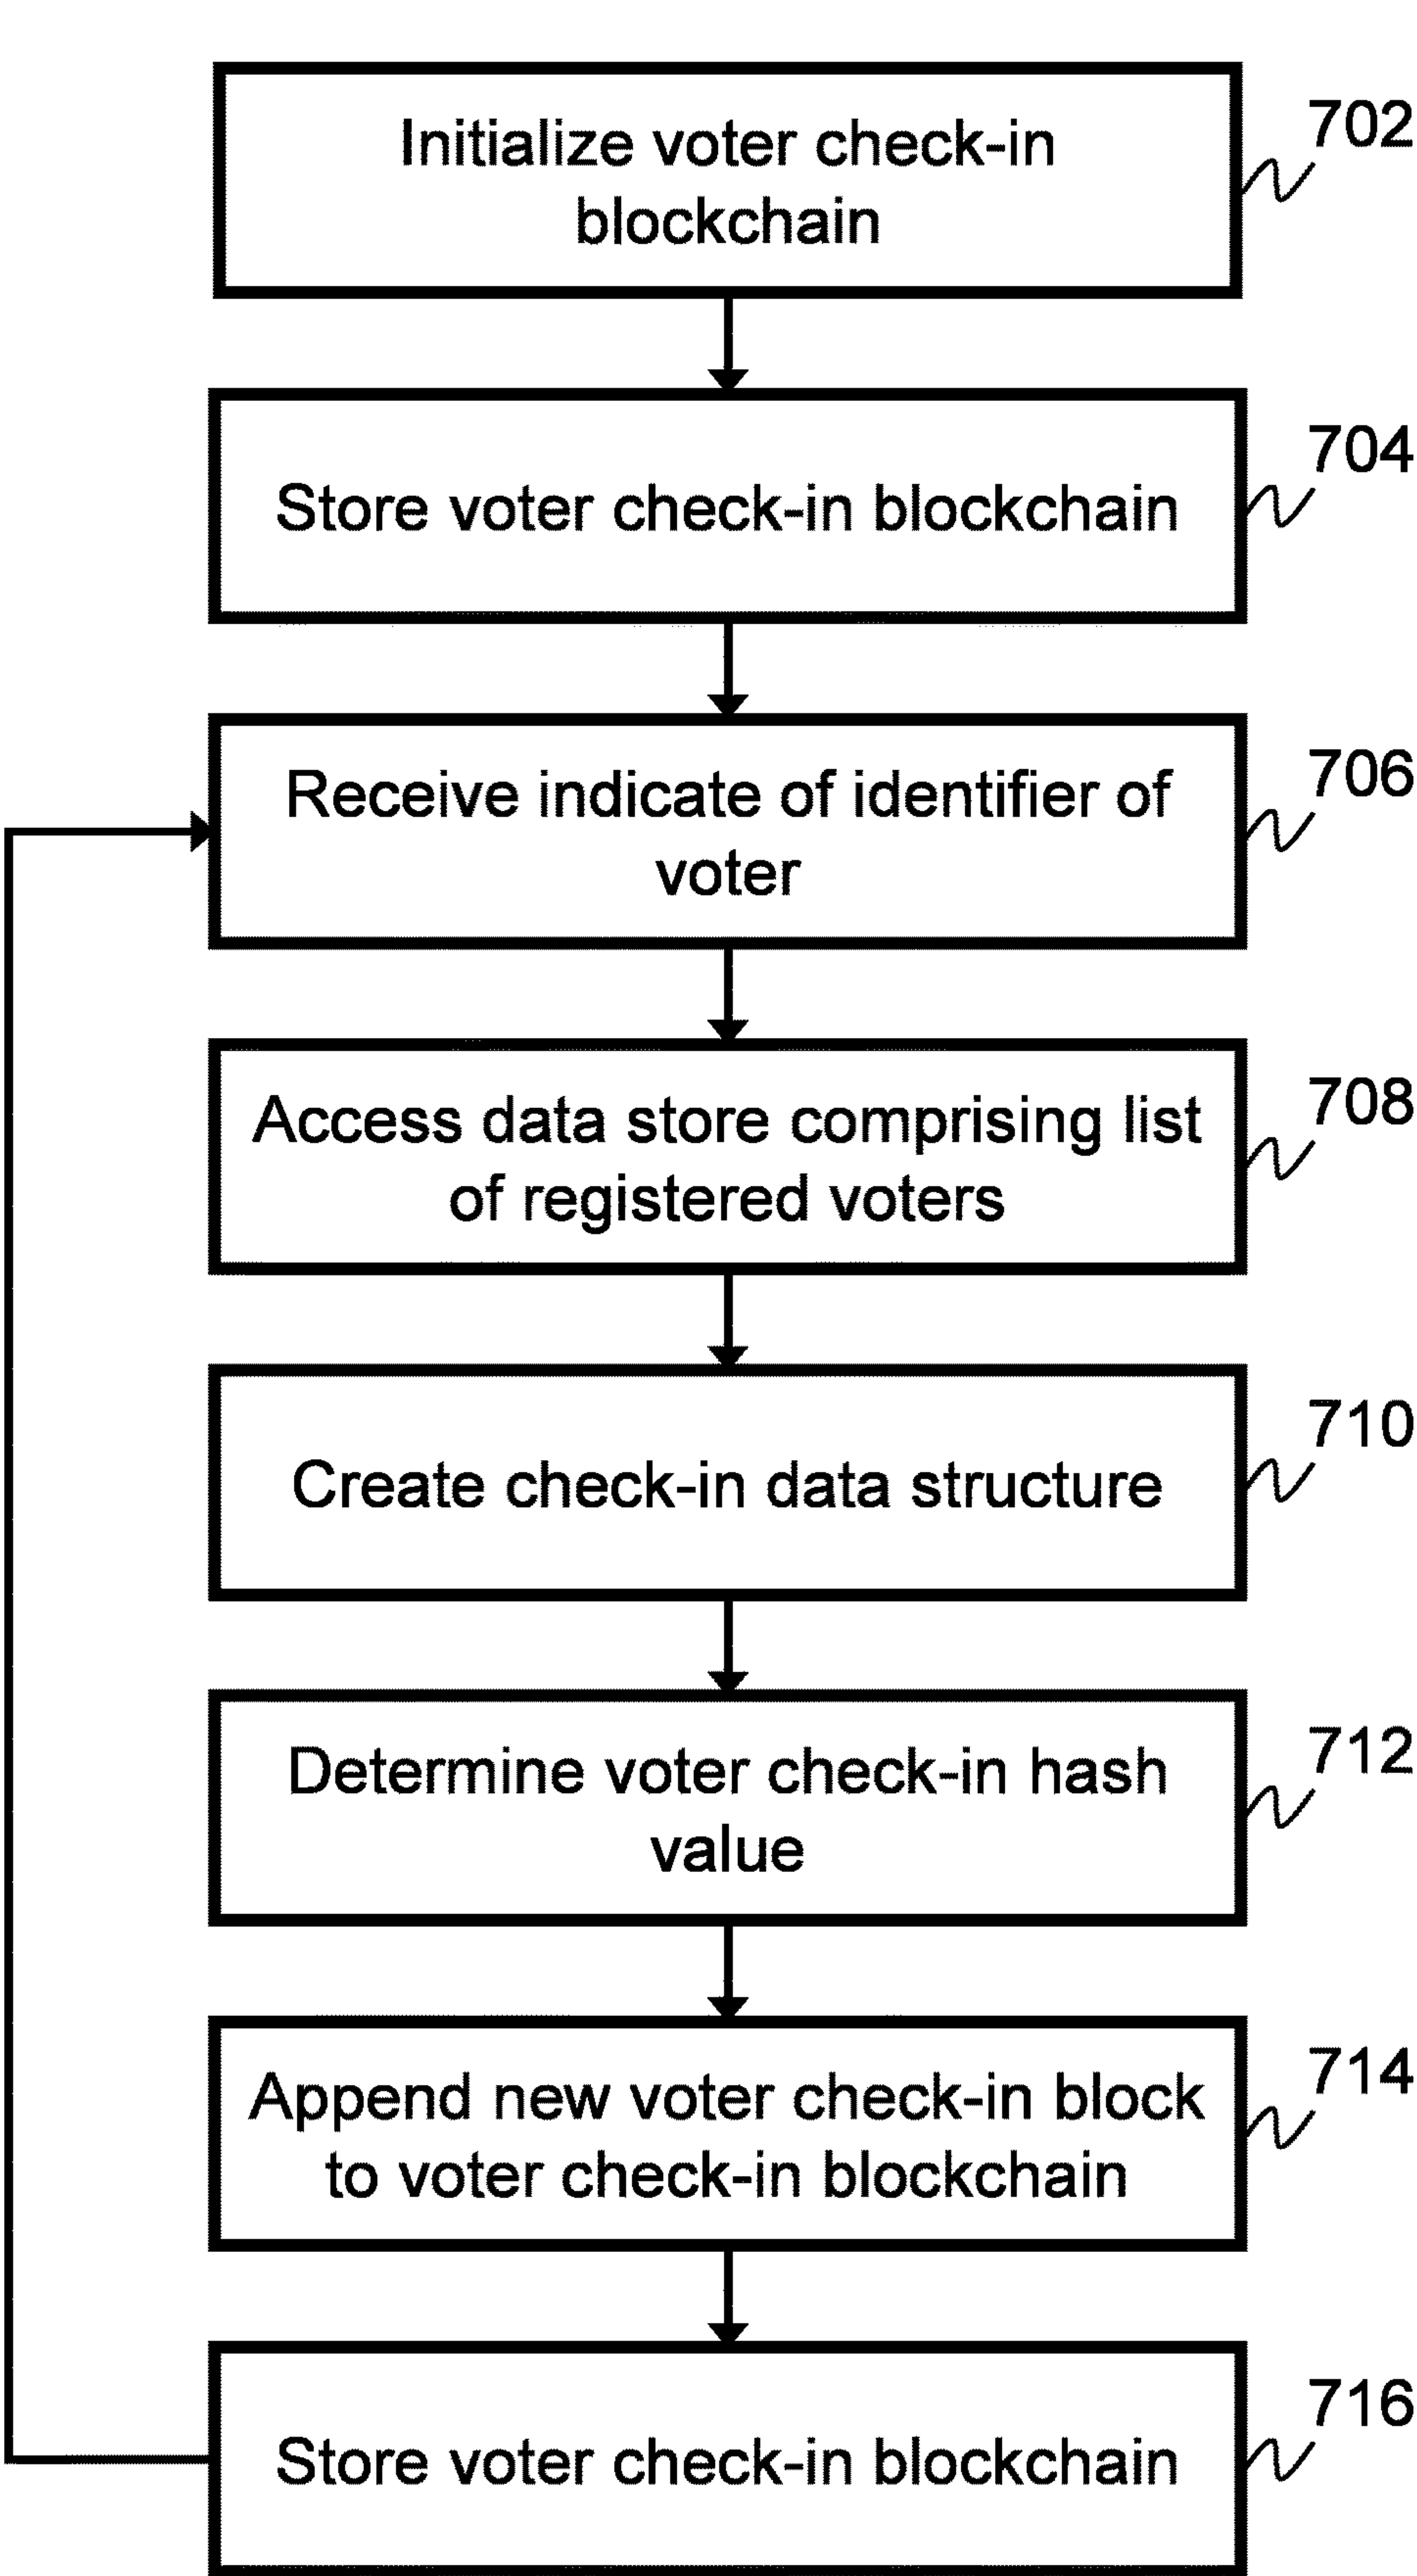 Initialize voter check-in
blockchain
702
Store voter check-in blockchain
704
Receive indicate of identifier of
voter
706
Access data store comprising list
of registered voters
708
Create check-in data structure
710
Determine voter check-in hash
value
712
Append new voter check-in block
to voter check-in blockchain
714
Store voter check-in blockchain
716